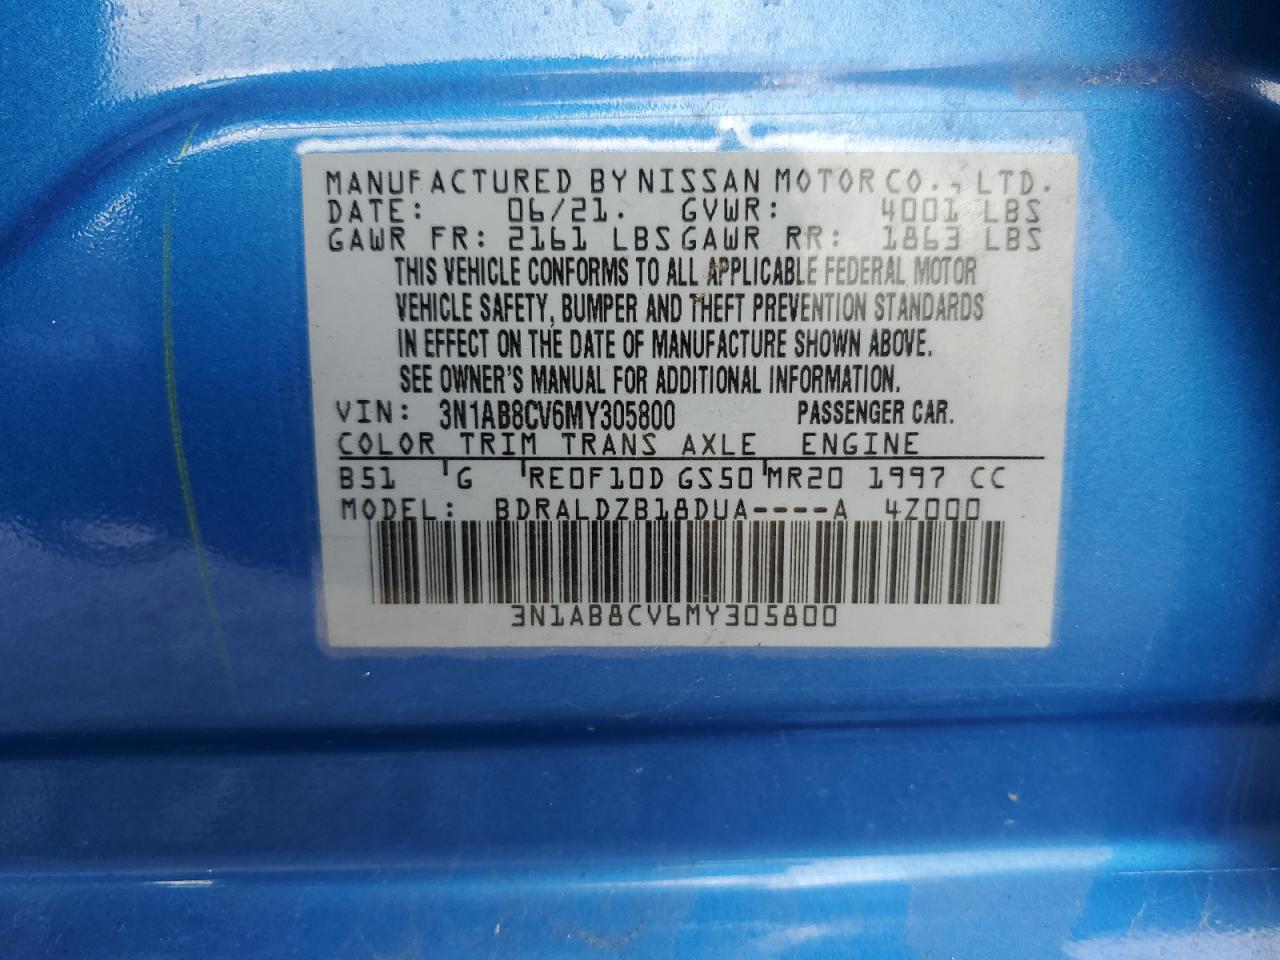 MANUFACTURED BY NISSAN MOTOR CO., LTD.
DATE: 06/21. GVWR: 4001 LBS
GAWR FR: 2161 LBS GAWR RR: 1863 LBS
THIS VEHICLE CONFORMS TO ALL APPLICABLE FEDERAL MOTOR
VEHICLE SAFETY, BUMPER AND THEFT PREVENTION STANDARDS
IN EFFECT ON THE DATE OF MANUFACTURE SHOWN ABOVE.
SEE OWNER'S MANUAL FOR ADDITIONAL INFORMATION.
VIN: 3N1AB8CV6MY305800 PASSENGER CAR.
COLOR TRIM TRANS AXLE ENGINE
B51 G RE0F10D GS50 MR20 1997 CC
MODEL: BDRALDZB18DUA----A 4Z000
3N1AB8CV6MY305800